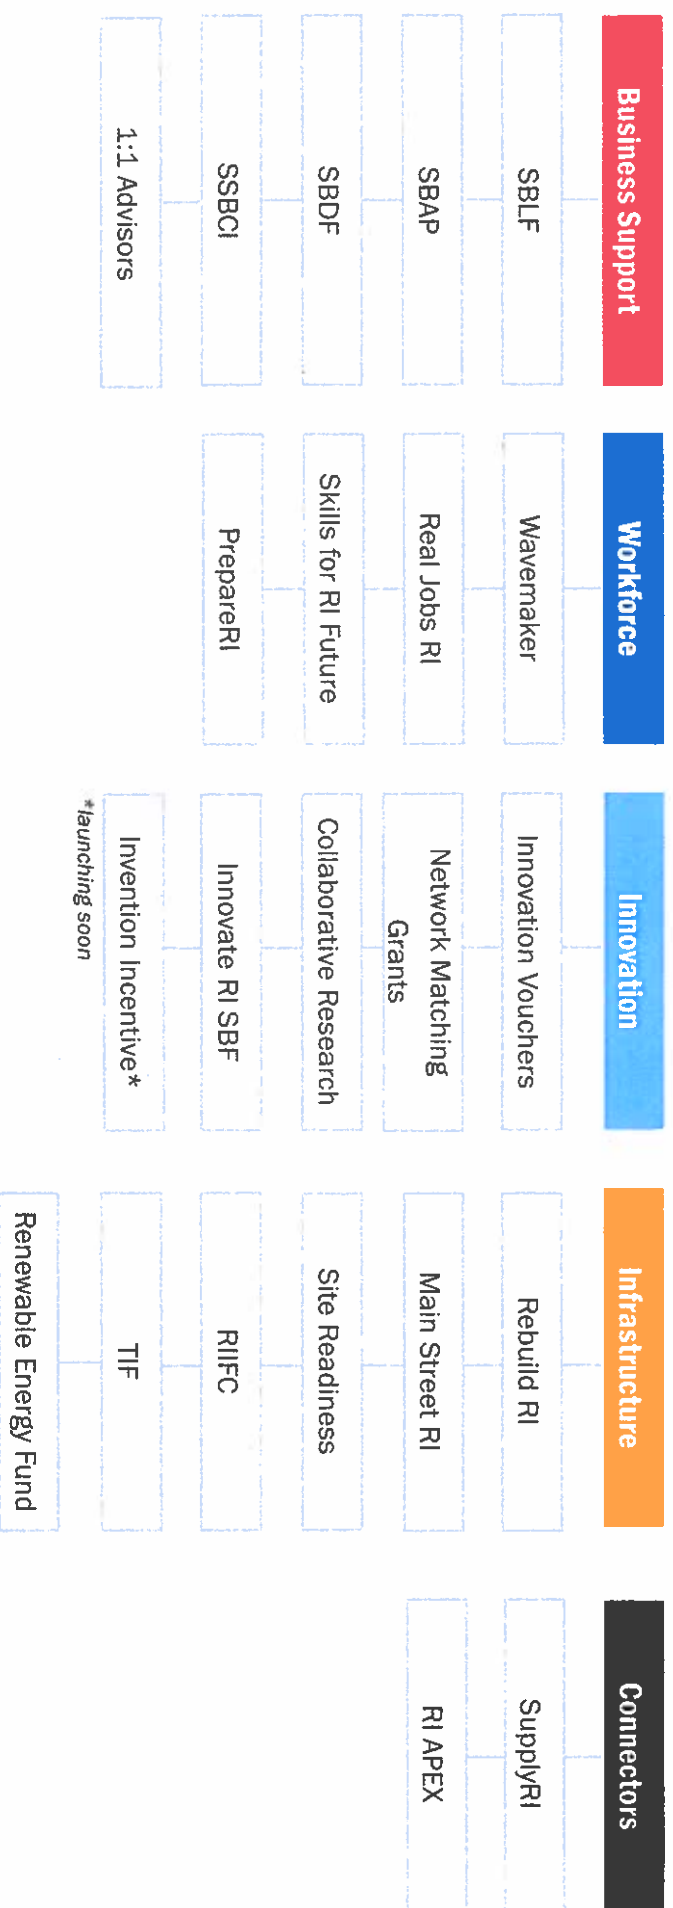 Business Support
SBLF
SBAP
SBDF
SSBCI
1:1 Advisors
Workforce
Wavemaker
Real Jobs RI
Skills for RI Future
PrepareRI
Innovation
Innovation Vouchers
Network Matching
Grants
Collaborative Research
Innovate RI SBF
Invention Incentive*
*launching soon
Infrastructure
Rebuild RI
Main Street RI
Site Readiness
RIIFC
TIF
Renewable Energy Fund
Connectors
SupplyRI
RI APEX